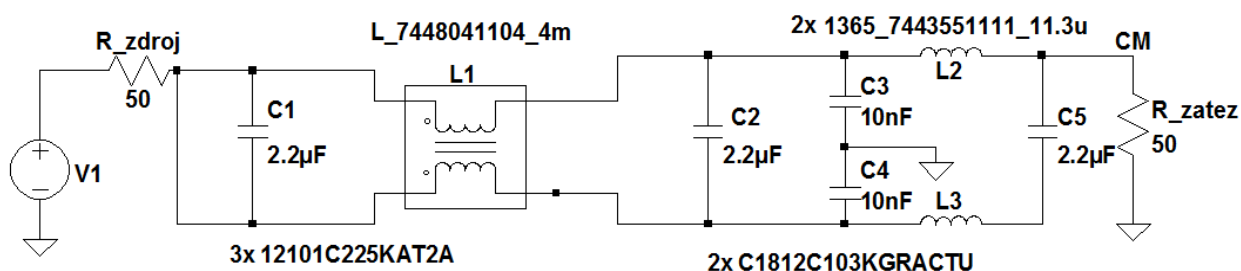 L_7448041104_4m
2x 1365_7443551111_11.3u
R_zdroj
CM
L1
L2
50
C1
2.2µF
C2
2.2µF
C3
10nF
C5
2.2µF
R_zatez
50
V1
C4
10nF
L3
3x 12101C225KAT2A
2x C1812C103KGRACTU